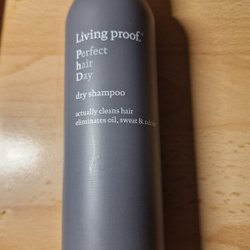 Living proof.®
Perfect
hair
Day
dry shampoo
actually cleans hair
eliminates oil, sweat & odor